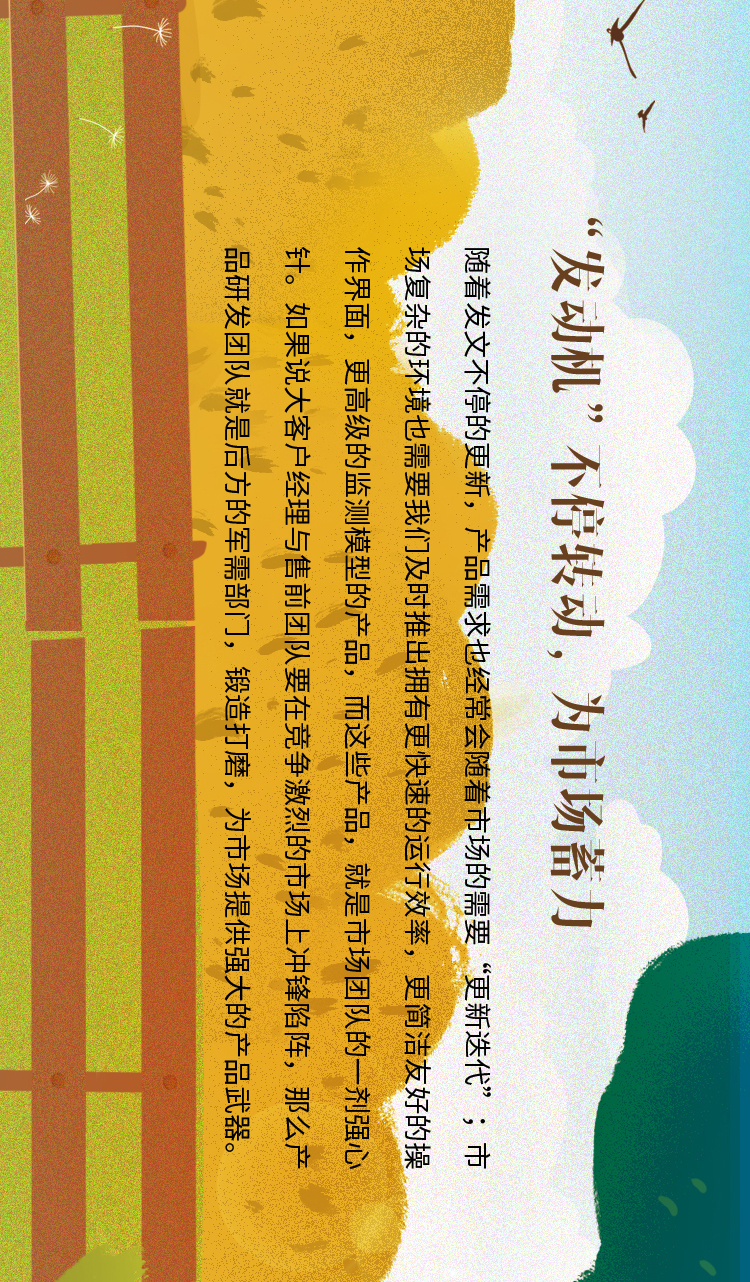 “发动机”不停转动，为市场蓄力
随着发文不停的更新，产品需求也经常会随着市场的需要“更新迭代”；市
场复杂的环境也需要我们及时推出拥有更快速的运行效率，更简洁友好的操
作界面，更高级的监测模型的产品，而这些产品，就是市场团队的一剂强心
针。如果说大客户经理与售前团队要在竞争激烈的市场上冲锋陷阵，那么产
品研发团队就是后方的军需部门，锻造打磨，为市场提供强大的产品武器。